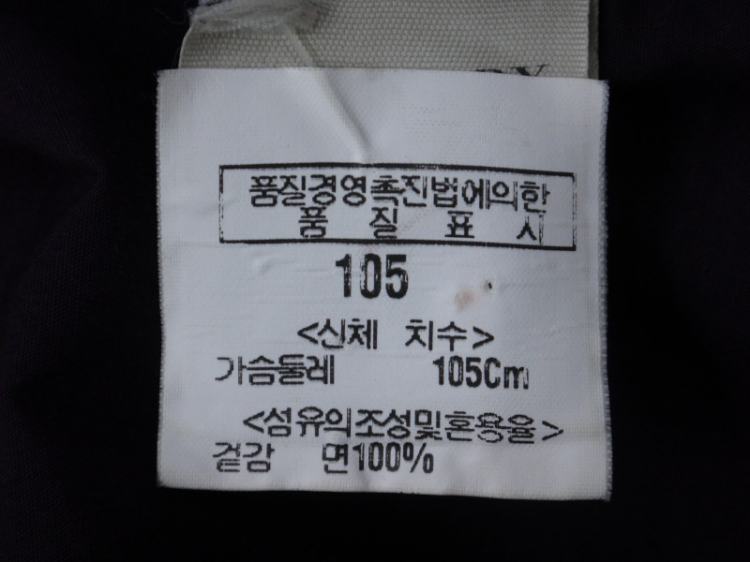 품질경영촉진법에의한
품 질 표 시
105
<신체 치수>
가슴둘레 105Cm
<섬유의조성및혼용율>
겉감 면100%